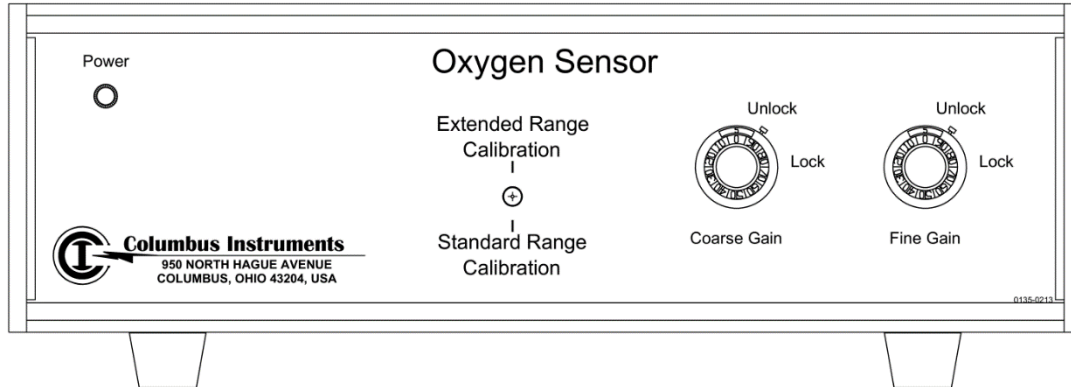 Power
Oxygen Sensor
Extended Range
Calibration
Standard Range
Calibration
Unlock
Lock
Coarse Gain
Unlock
Lock
Fine Gain
Columbus Instruments
950 NORTH HAGUE AVENUE
COLUMBUS, OHIO 43204, USA
0135-0213